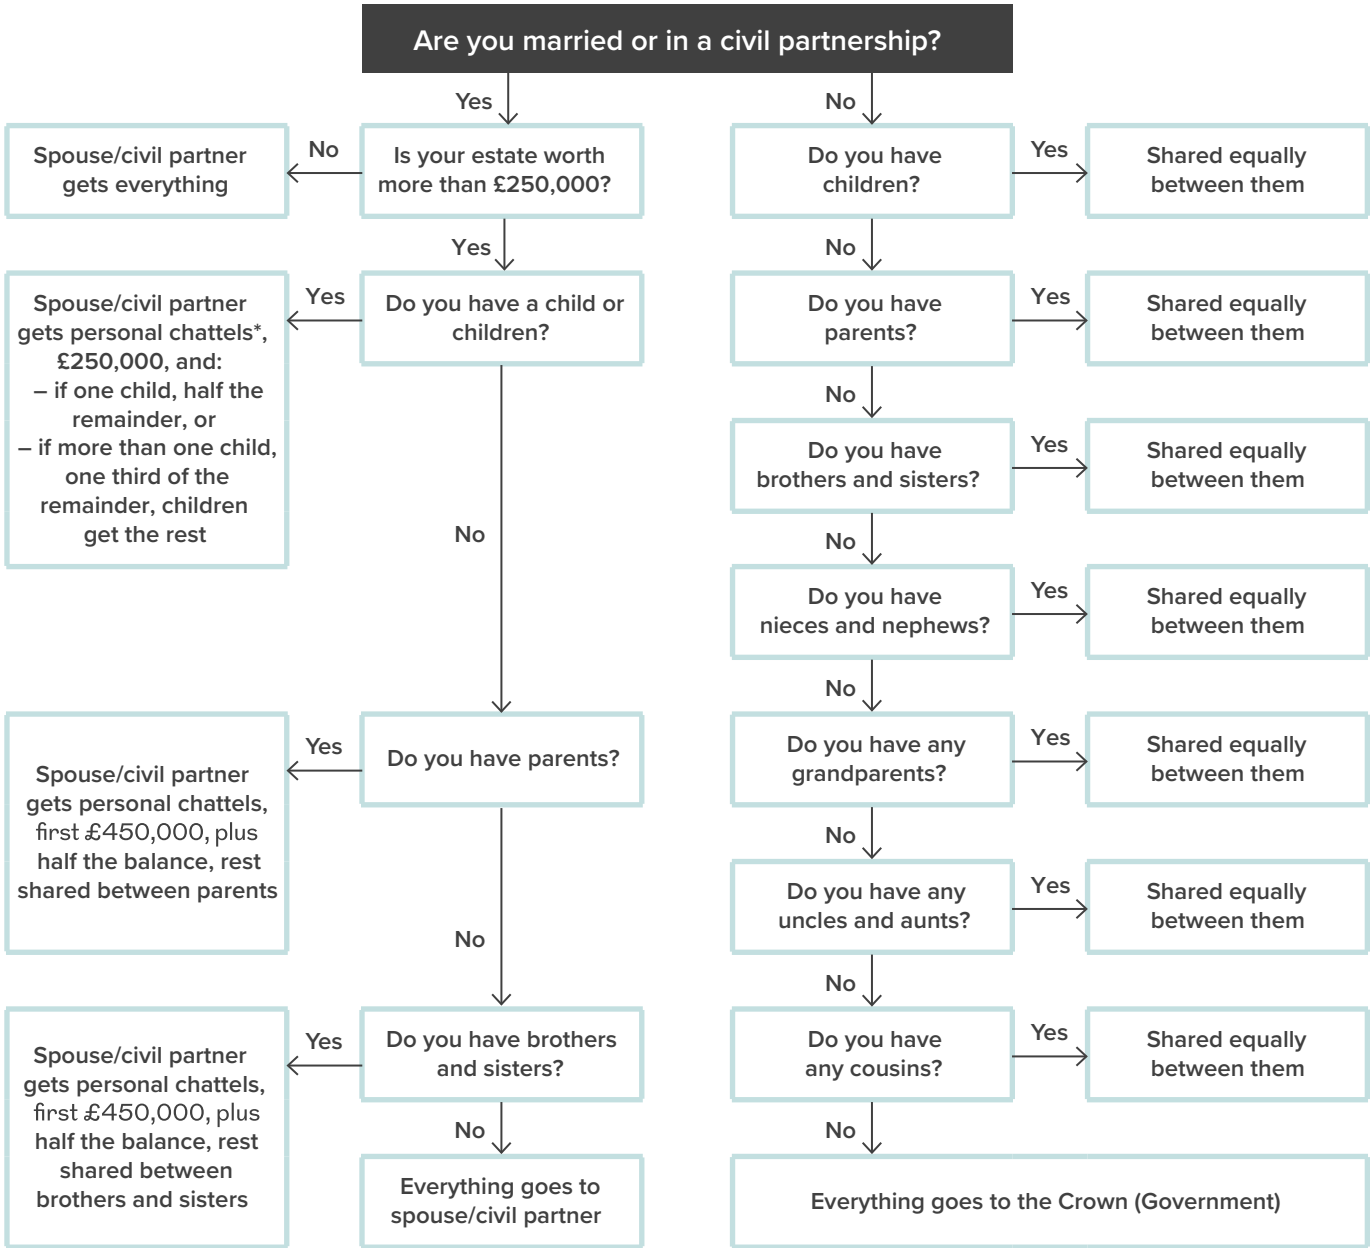 Are you married or in a civil partnership?
Yes
No
Spouse/civil partner
gets everything
No
Is your estate worth
more than £250,000?
Do you have
children?
Yes
Shared equally
between them
Yes
No
Spouse/civil partner
gets personal chattels*,
£250,000, and:
– if one child, half the
remainder, or
– if more than one child,
one third of the
remainder, children
get the rest
Yes
Do you have a child or
children?
Do you have
parents?
Yes
Shared equally
between them
No
Do you have
brothers and sisters?
Yes
Shared equally
between them
No
No
Do you have
nieces and nephews?
Yes
Shared equally
between them
No
Spouse/civil partner
gets personal chattels,
first £450,000, plus
half the balance, rest
shared between parents
Yes
Do you have parents?
Do you have any
grandparents?
Yes
Shared equally
between them
No
Do you have any
uncles and aunts?
Yes
Shared equally
between them
No
No
Spouse/civil partner
gets personal chattels,
first £450,000, plus
half the balance, rest
shared between
brothers and sisters
Yes
Do you have brothers
and sisters?
Do you have
any cousins?
Yes
Shared equally
between them
No
No
Everything goes to
spouse/civil partner
Everything goes to the Crown (Government)